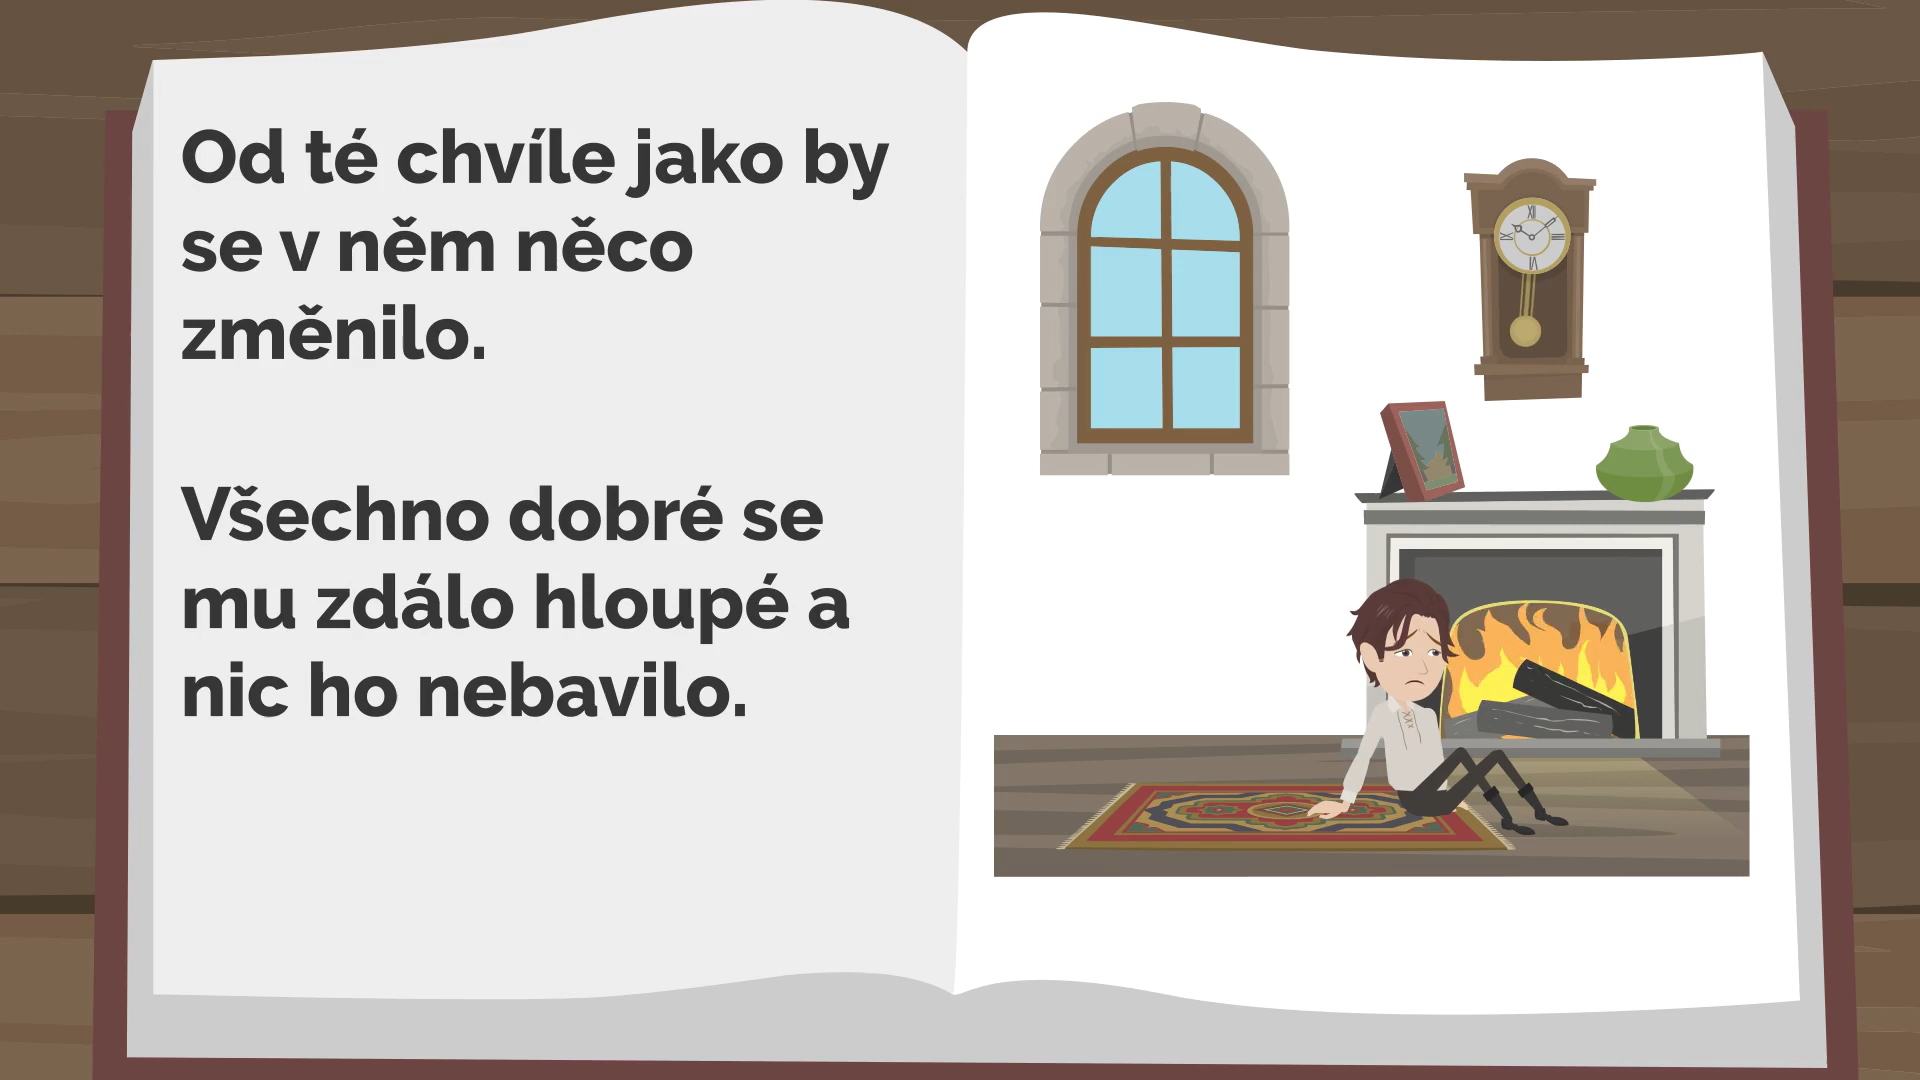 Od té chvíle jako by
se v něm něco
změnilo.
Všechno dobré se
mu zdálo hloupé a
nic ho nebavilo.